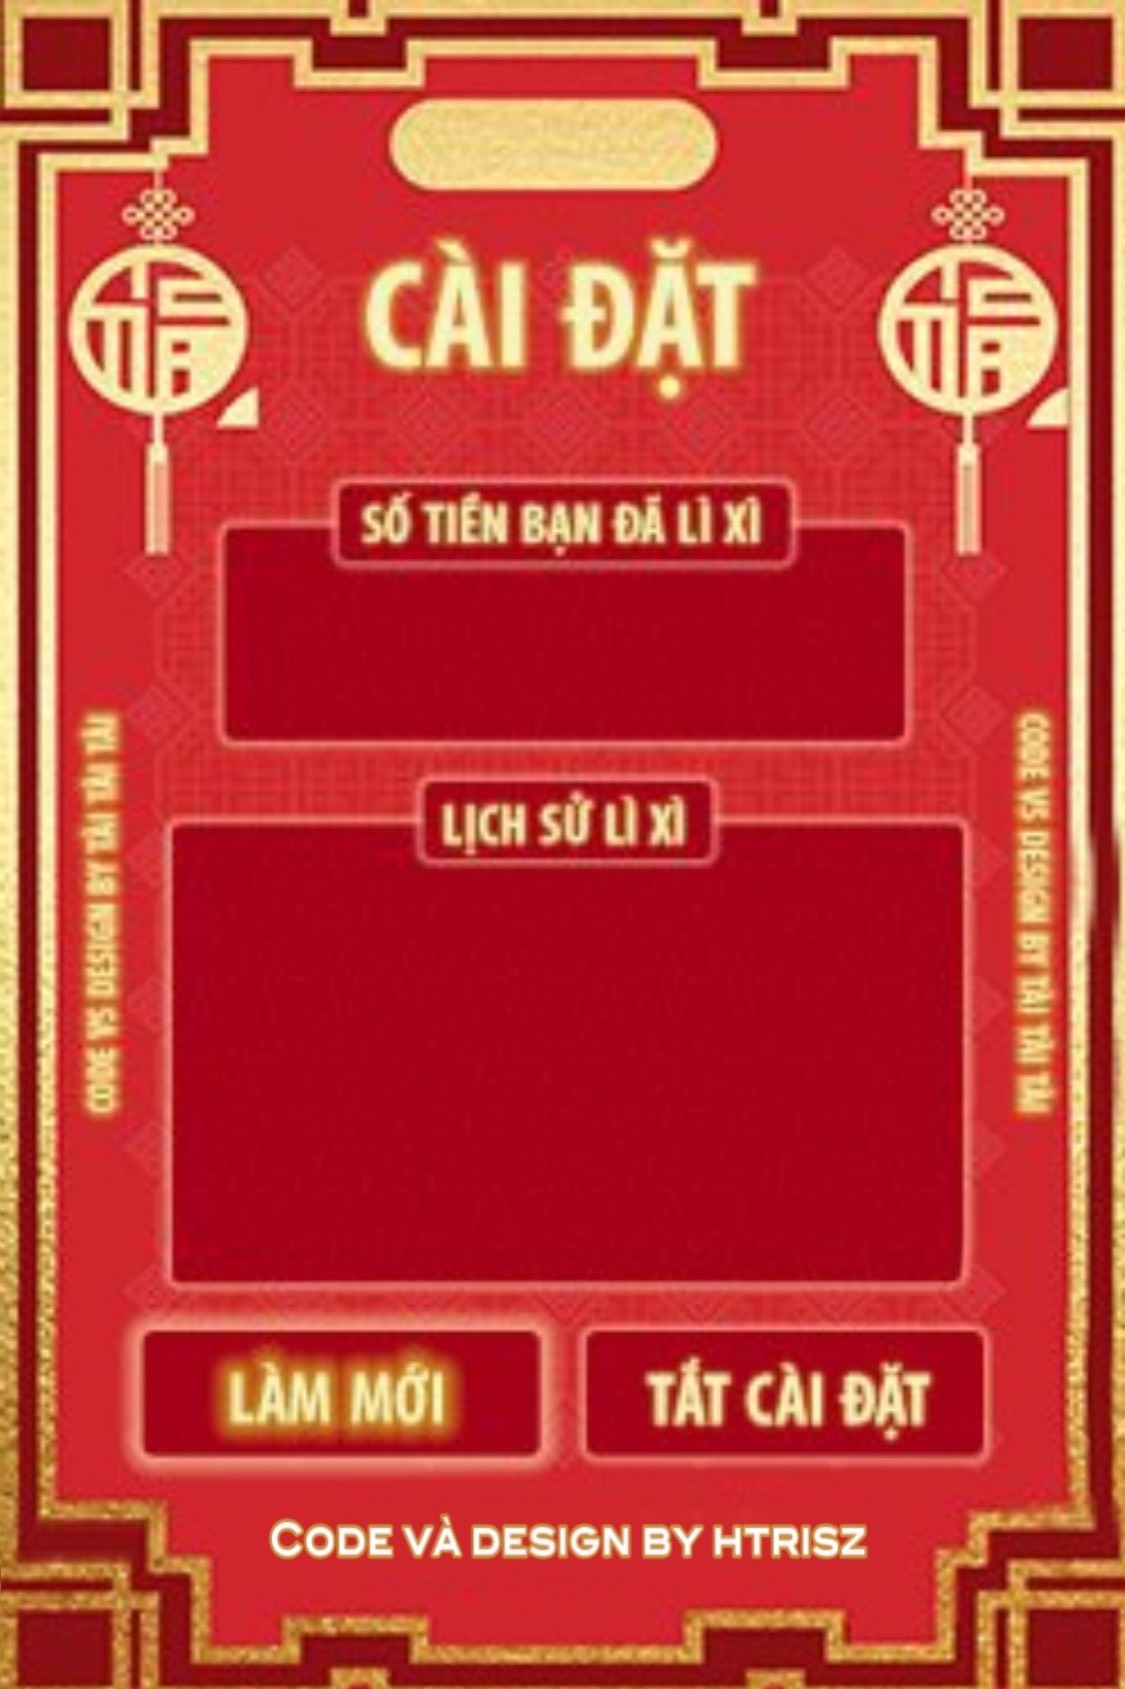 CÀI ĐẶT
SỐ TIỀN BẠN ĐÃ LÌ XÌ
LỊCH SỬ LÌ XÌ
CODE VS DESIGN BY TÀI TÀI TÀI
CODE VS DESIGN BY TÀI TÀI TÀI
LÀM MỚI
TẮT CÀI ĐẶT
CODE VÀ DESIGN BY HTRISZ